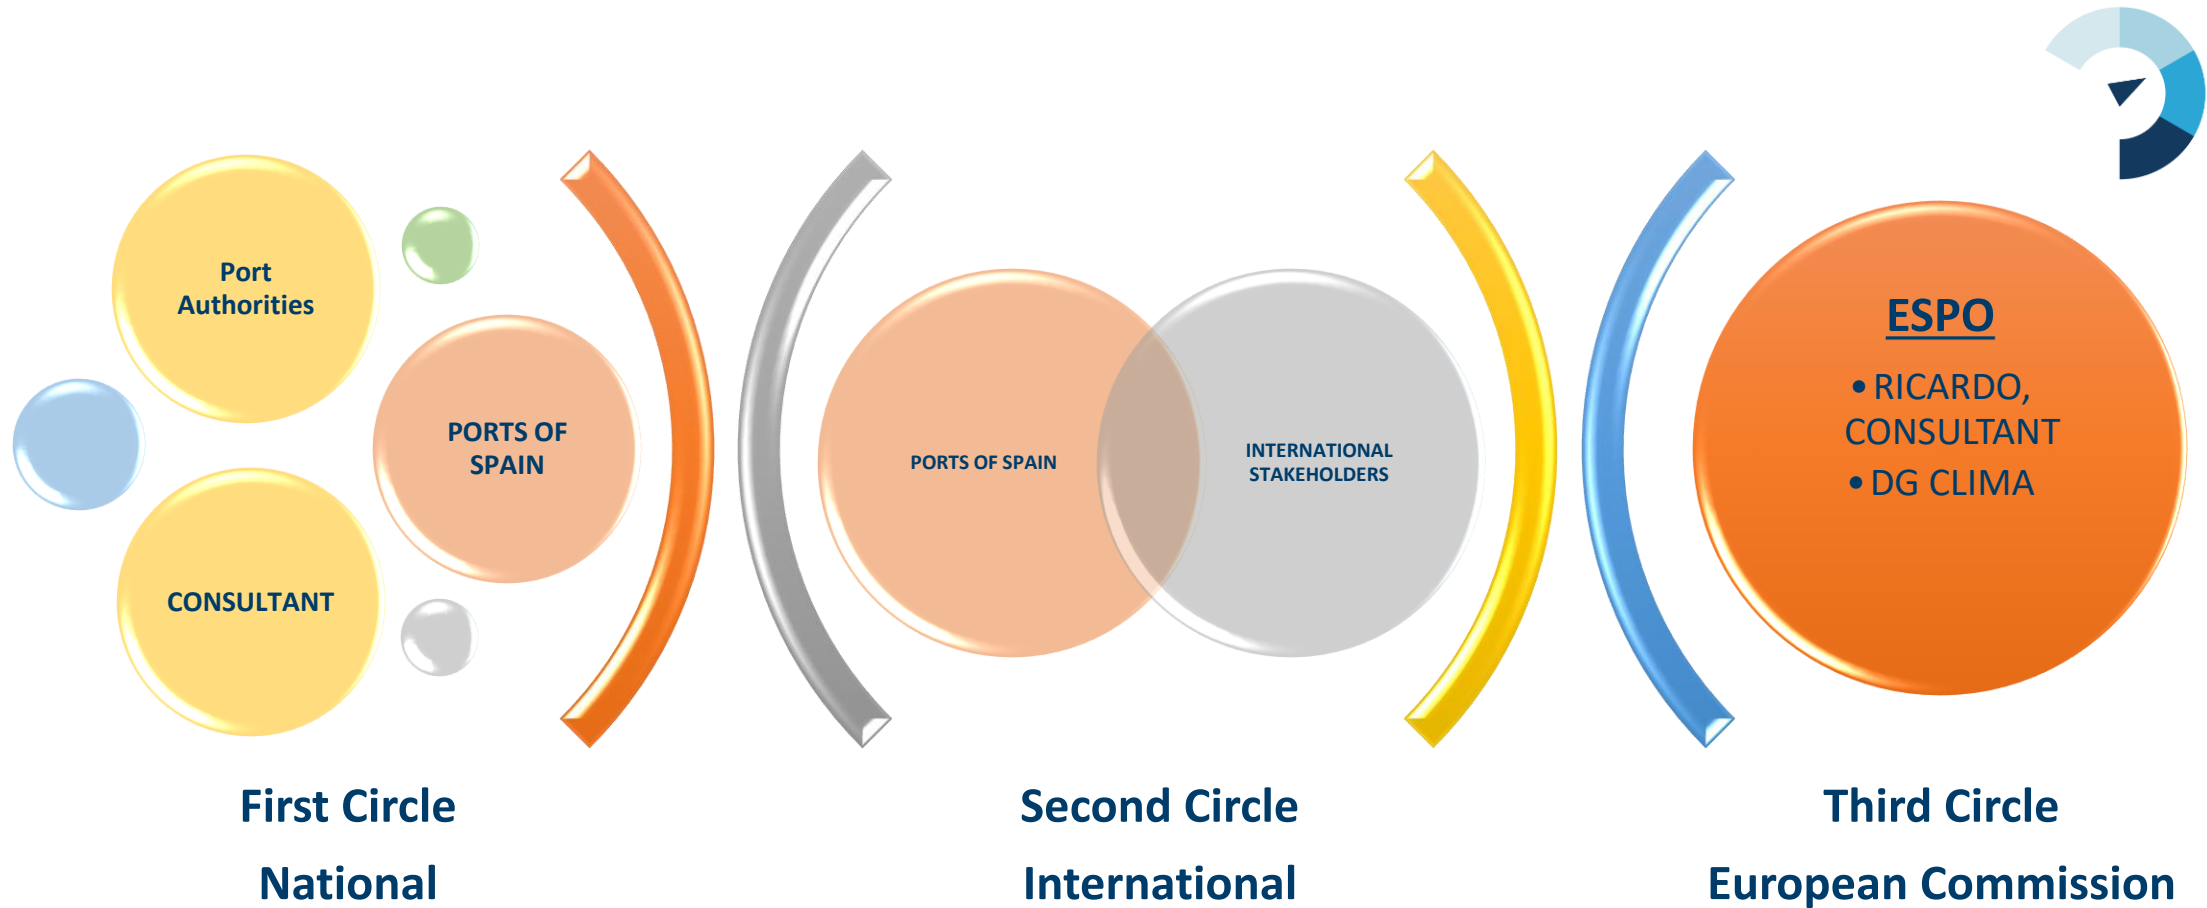 Port
Authorities
PORTS OF
SPAIN
CONSULTANT
First Circle
National
PORTS OF SPAIN
INTERNATIONAL
STAKEHOLDERS
Second Circle
International
ESPO
• RICARDO,
CONSULTANT
• DG CLIMA
Third Circle
European Commission